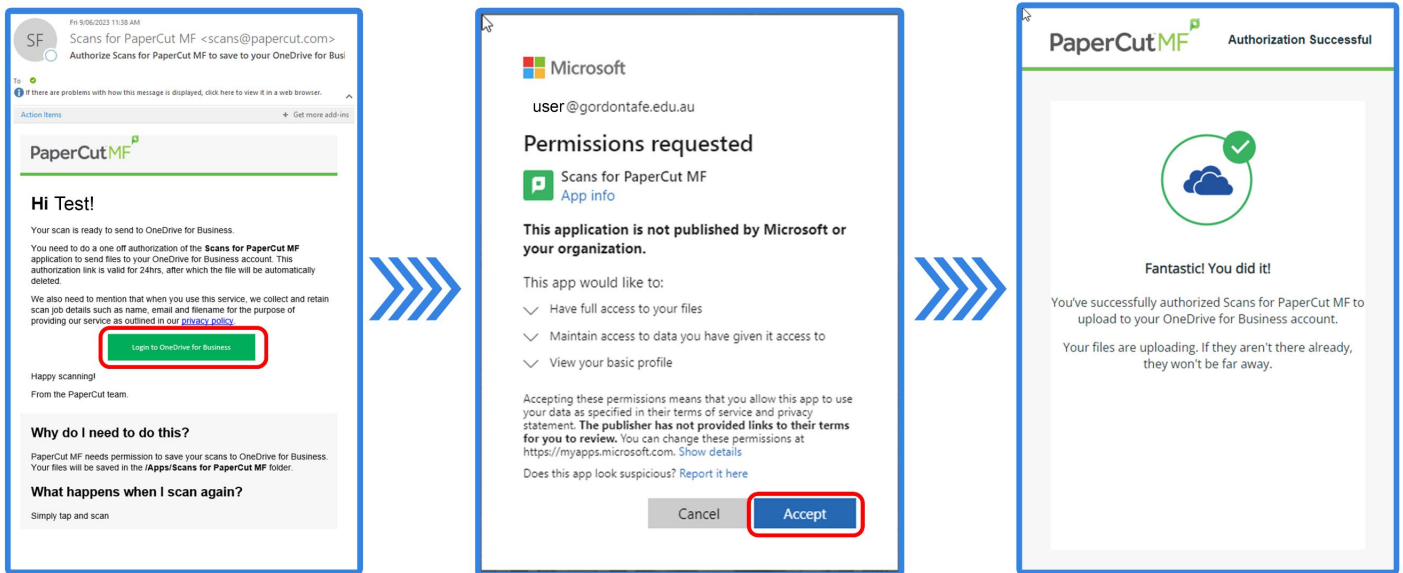 Fri 9/06/2023 11:38 AM
SF
Scans for PaperCut MF <scans@papercut.com>
Authorize Scans for PaperCut MF to save to your OneDrive for Busi
To
If there are problems with how this message is displayed, click here to view it in a web browser.
Action Items
+ Get more add-ins
PaperCutMF
Hi Test!
Your scan is ready to send to OneDrive for Business.
You need to do a one off authorization of the Scans for PaperCut MF
application to send files to your OneDrive for Business account. This
authorization link is valid for 24hrs, after which the file will be automatically
deleted.
We also need to mention that when you use this service, we collect and retain
scan job details such as name, email and filename for the purpose of
providing our service as outlined in our privacy policy.
Login to OneDrive for Business
Happy scanning!
From the PaperCut team.
Why do I need to do this?
PaperCut MF needs permission to save your scans to OneDrive for Business.
Your files will be saved in the /Apps/Scans for PaperCut MF folder.
What happens when I scan again?
Simply tap and scan
Microsoft
user@gordontafe.edu.au
Permissions requested
Scans for PaperCut MF
App info
This application is not published by Microsoft or
your organization.
This app would like to:
Have full access to your files
Maintain access to data you have given it access to
View your basic profile
Accepting these permissions means that you allow this app to use
your data as specified in their terms of service and privacy
statement. The publisher has not provided links to their terms
for you to review. You can change these permissions at
https://myapps.microsoft.com. Show details
Does this app look suspicious? Report it here
Cancel
Accept
PaperCutMF
Authorization Successful
Fantastic! You did it!
You've successfully authorized Scans for PaperCut MF to
upload to your OneDrive for Business account.
Your files are uploading. If they aren't there already,
they won't be far away.